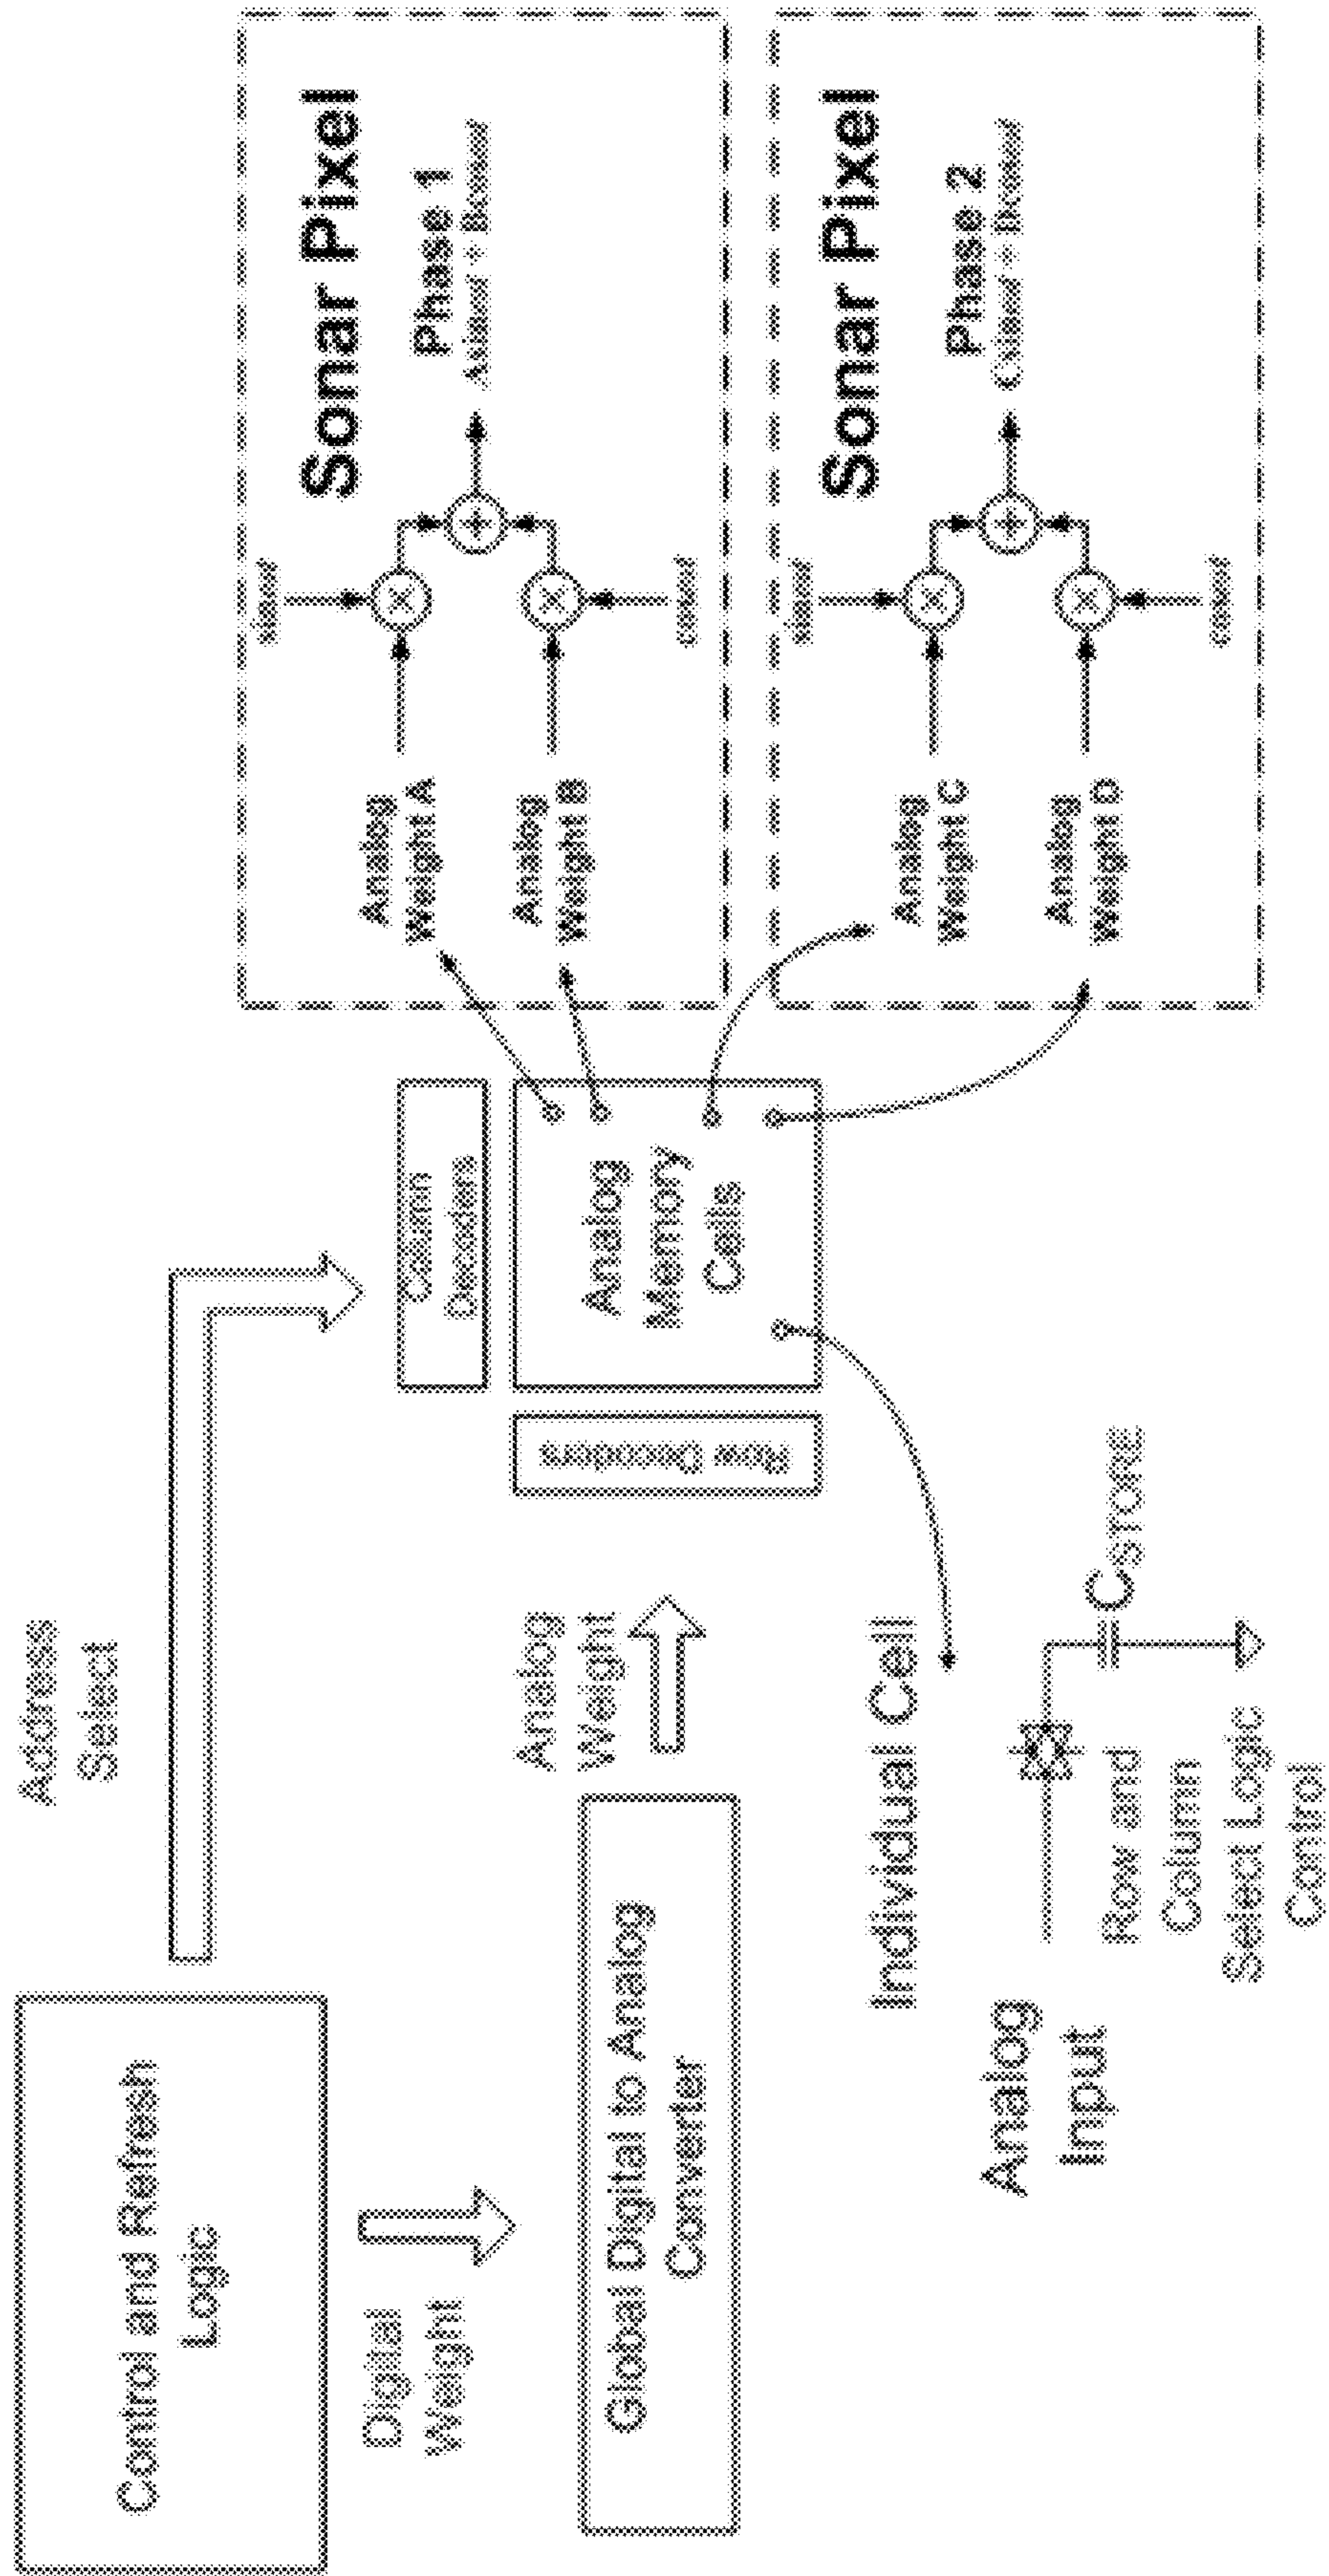 Control and Refresh
Logic
Address
Select
Digital
Weight
Global Digital to Analog
Converter
Analog
Weight
Column
Decoders
Row Decoders
Analog
Memory
Cells
Individual Cell
Analog
Input
Row and
Column
Select Logic
Control
CSTORE
Sonar Pixel
Analog
Weight A
Analog
Weight B
×
×
+
Phase 1
Sonar Pixel
Analog
Weight C
Analog
Weight D
×
×
+
Phase 2